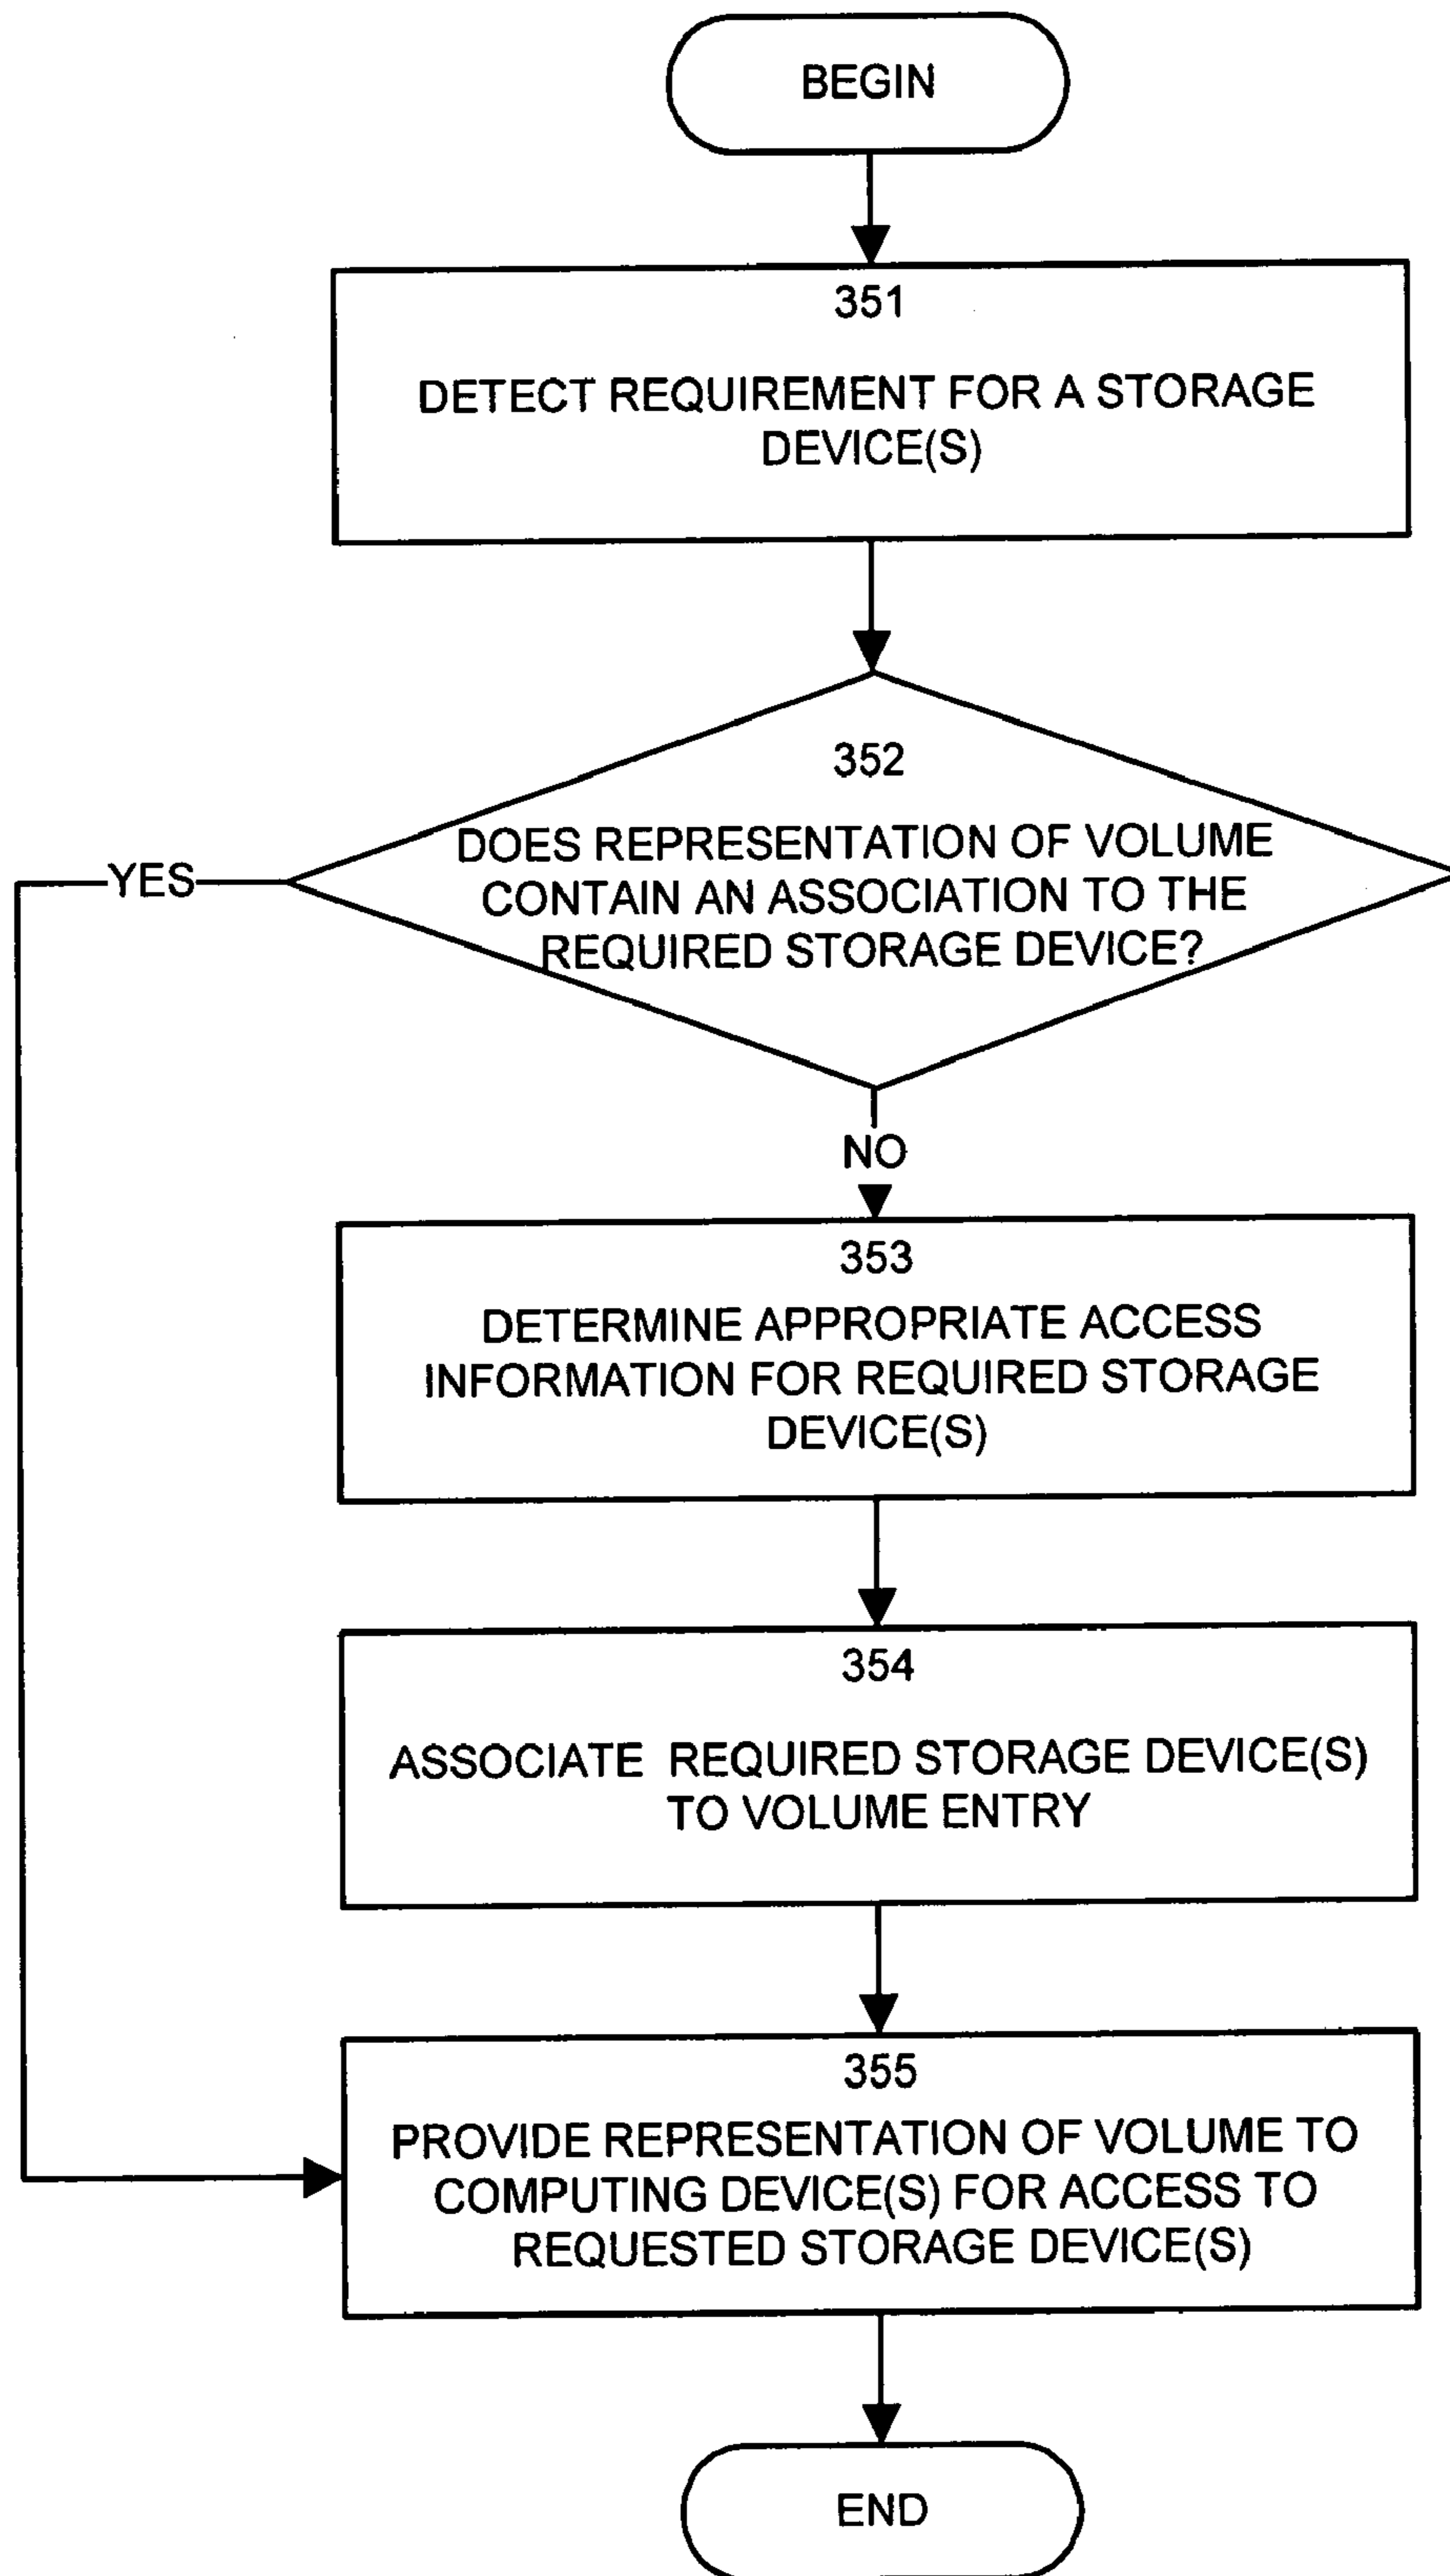 BEGIN
351
DETECT REQUIREMENT FOR A STORAGE
DEVICE(S)
352
DOES REPRESENTATION OF VOLUME
CONTAIN AN ASSOCIATION TO THE
REQUIRED STORAGE DEVICE?
YES
NO
353
DETERMINE APPROPRIATE ACCESS
INFORMATION FOR REQUIRED STORAGE
DEVICE(S)
354
ASSOCIATE REQUIRED STORAGE DEVICE(S)
TO VOLUME ENTRY
355
PROVIDE REPRESENTATION OF VOLUME TO
COMPUTING DEVICE(S) FOR ACCESS TO
REQUESTED STORAGE DEVICE(S)
END